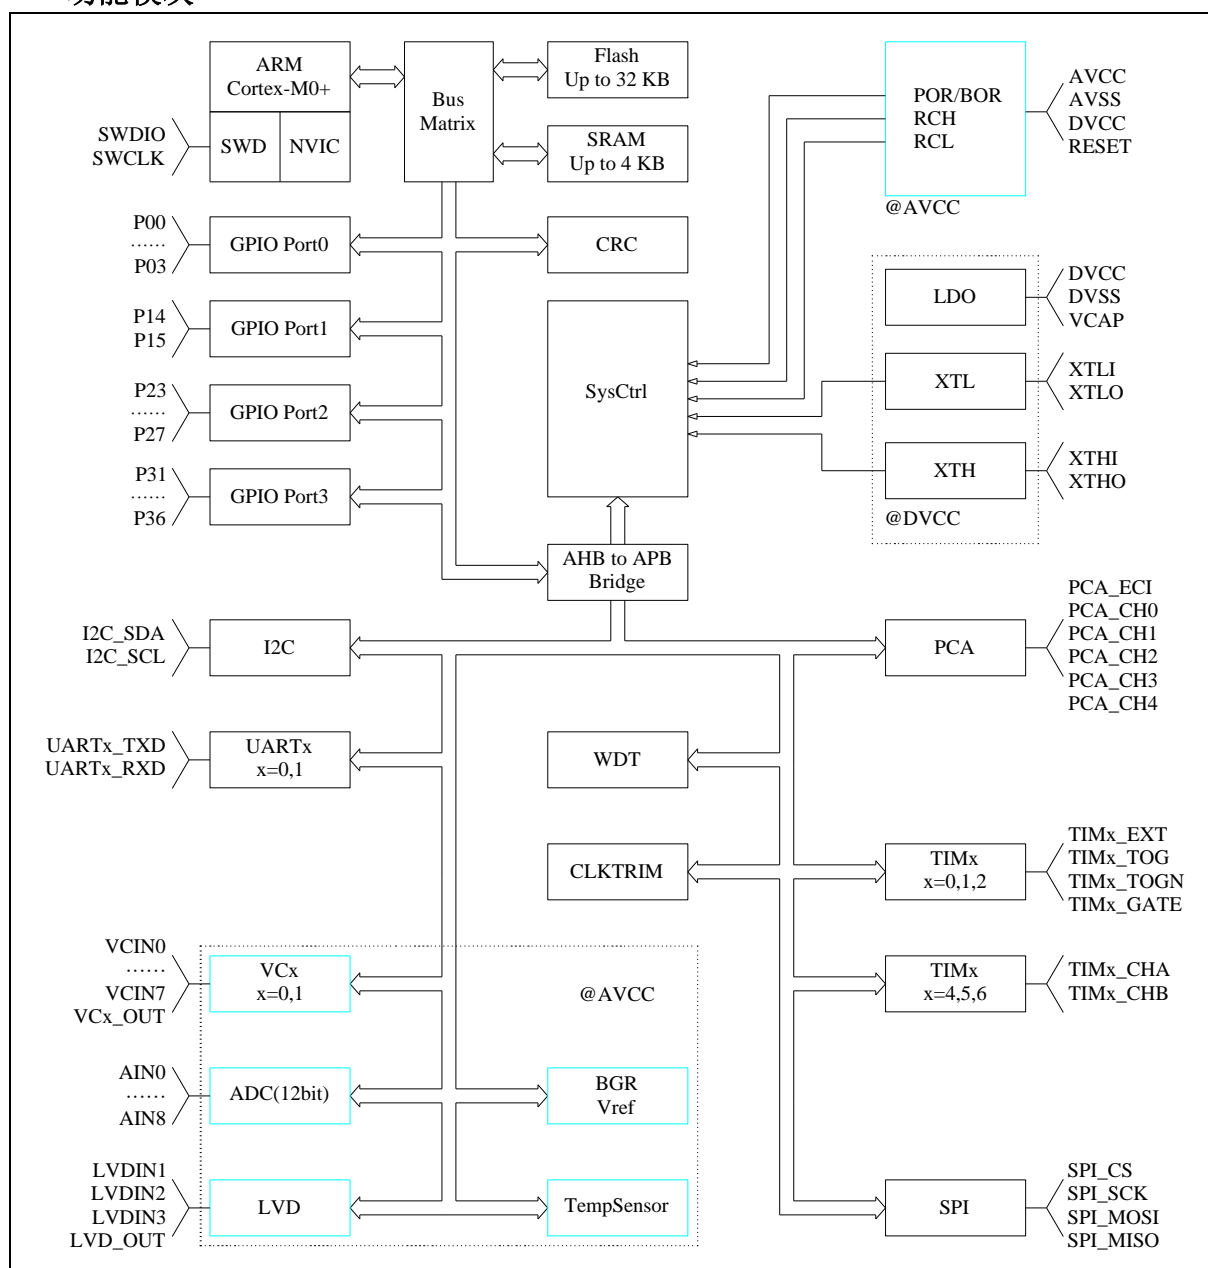 功能模块
ARM
Cortex-M0+
SWD
NVIC
SWDIO
SWCLK
Bus
Matrix
Flash
Up to 32 KB
SRAM
Up to 4 KB
POR/BOR
RCH
RCL
@AVCC
AVCC
AVSS
DVCC
RESET
P00
……
P03
GPIO Port0
CRC
P14
P15
GPIO Port1
P23
……
P27
GPIO Port2
P31
……
P36
GPIO Port3
SysCtrl
LDO
DVCC
DVSS
VCAP
XTL
XTLI
XTLO
XTH
XTHI
XTHO
@DVCC
AHB to APB
Bridge
I2C_SDA
I2C_SCL
I2C
PCA
PCA_ECI
PCA_CH0
PCA_CH1
PCA_CH2
PCA_CH3
PCA_CH4
UARTx_TXD
UARTx_RXD
UARTx
x=0,1
WDT
CLKTRIM
TIMx
x=0,1,2
TIMx_EXT
TIMx_TOG
TIMx_TOGN
TIMx_GATE
VCIN0
……
VCIN7
VCx_OUT
VCx
x=0,1
@AVCC
TIMx
x=4,5,6
TIMx_CHA
TIMx_CHB
AIN0
……
AIN8
ADC(12bit)
BGR
Vref
LVDIN1
LVDIN2
LVDIN3
LVD_OUT
LVD
TempSensor
SPI
SPI_CS
SPI_SCK
SPI_MOSI
SPI_MISO